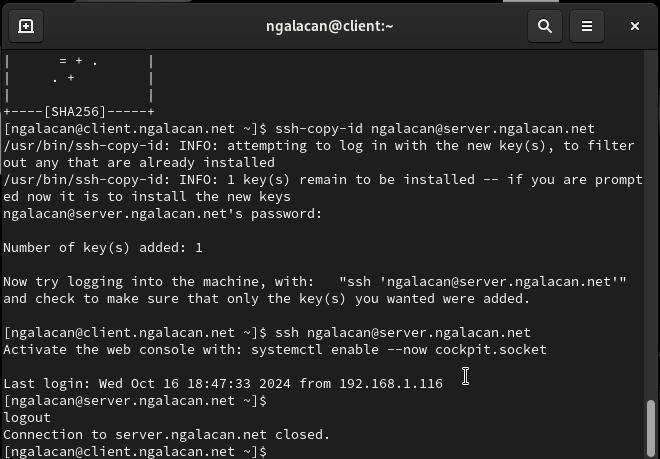 ngalacan@client:~
|      = + .      |
|     . +         |
|                 |
+----[SHA256]-----+
[ngalacan@client.ngalacan.net ~]$ ssh-copy-id ngalacan@server.ngalacan.net
/usr/bin/ssh-copy-id: INFO: attempting to log in with the new key(s), to filter
out any that are already installed
/usr/bin/ssh-copy-id: INFO: 1 key(s) remain to be installed -- if you are prompt
ed now it is to install the new keys
ngalacan@server.ngalacan.net's password:
Number of key(s) added: 1
Now try logging into the machine, with:   "ssh 'ngalacan@server.ngalacan.net'"
and check to make sure that only the key(s) you wanted were added.
[ngalacan@client.ngalacan.net ~]$ ssh ngalacan@server.ngalacan.net
Activate the web console with: systemctl enable --now cockpit.socket
Last login: Wed Oct 16 18:47:33 2024 from 192.168.1.116
[ngalacan@server.ngalacan.net ~]$
logout
Connection to server.ngalacan.net closed.
[ngalacan@client.ngalacan.net ~]$